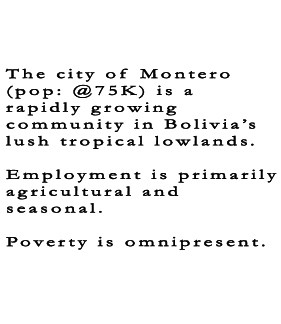 The city of Montero
(pop: @75K) is a
rapidly growing
community in Bolivia's
lush tropical lowlands.
Employment is primarily
agricultural and
seasonal.
Poverty is omnipresent.